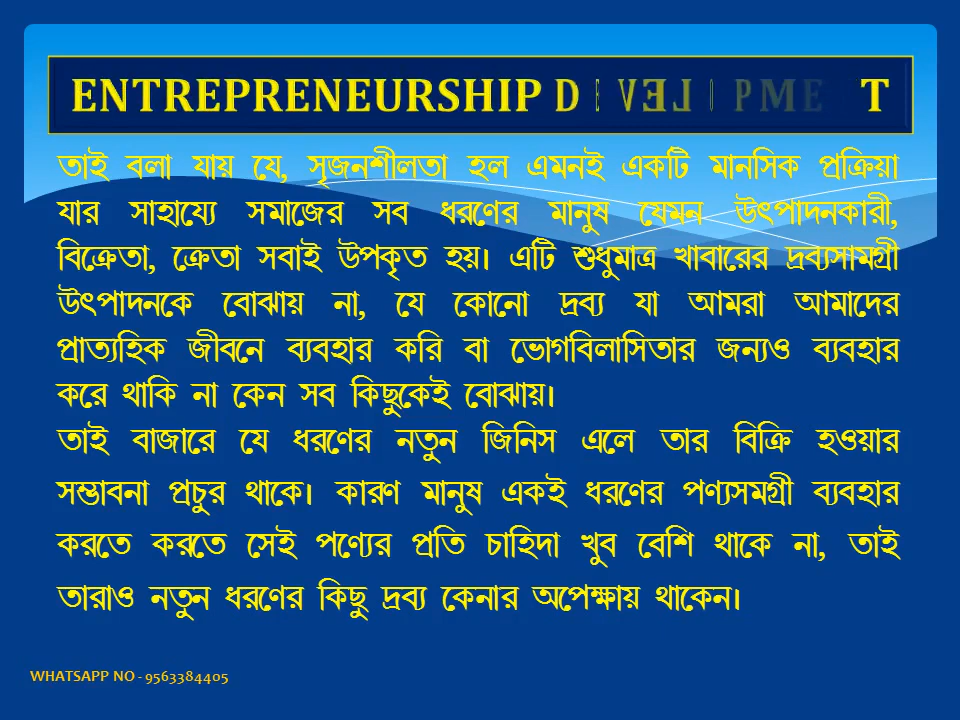 ENTREPRENEURSHIP DEVELOPMENT
তাই বলা যায় যে, সৃজনশীলতা হল এমনই একটি মানসিক প্রক্রিয়া
যার সাহায্যে সমাজের সব ধরণের মানুষ যেমন উৎপাদনকারী,
বিক্রেতা, ক্রেতা সবাই উপকৃত হয়। এটি শুধুমাত্র খাবারের দ্রব্যসামগ্রী
উৎপাদনকে বোঝায় না, যে কোনো দ্রব্য যা আমরা আমাদের
প্রাত্যহিক জীবনে ব্যবহার করি বা ভোগবিলাসিতার জন্যও ব্যবহার
করে থাকি না কেন সব কিছুকেই বোঝায়।
তাই বাজারে যে ধরণের নতুন জিনিস এলে তার বিক্রি হওয়ার
সম্ভাবনা প্রচুর থাকে। কারণ মানুষ একই ধরণের পণ্যসমগ্রী ব্যবহার
করতে করতে সেই পণ্যের প্রতি চাহিদা খুব বেশি থাকে না, তাই
তারাও নতুন ধরণের কিছু দ্রব্য কেনার অপেক্ষায় থাকেন।
WHATSAPP NO - 9563384405